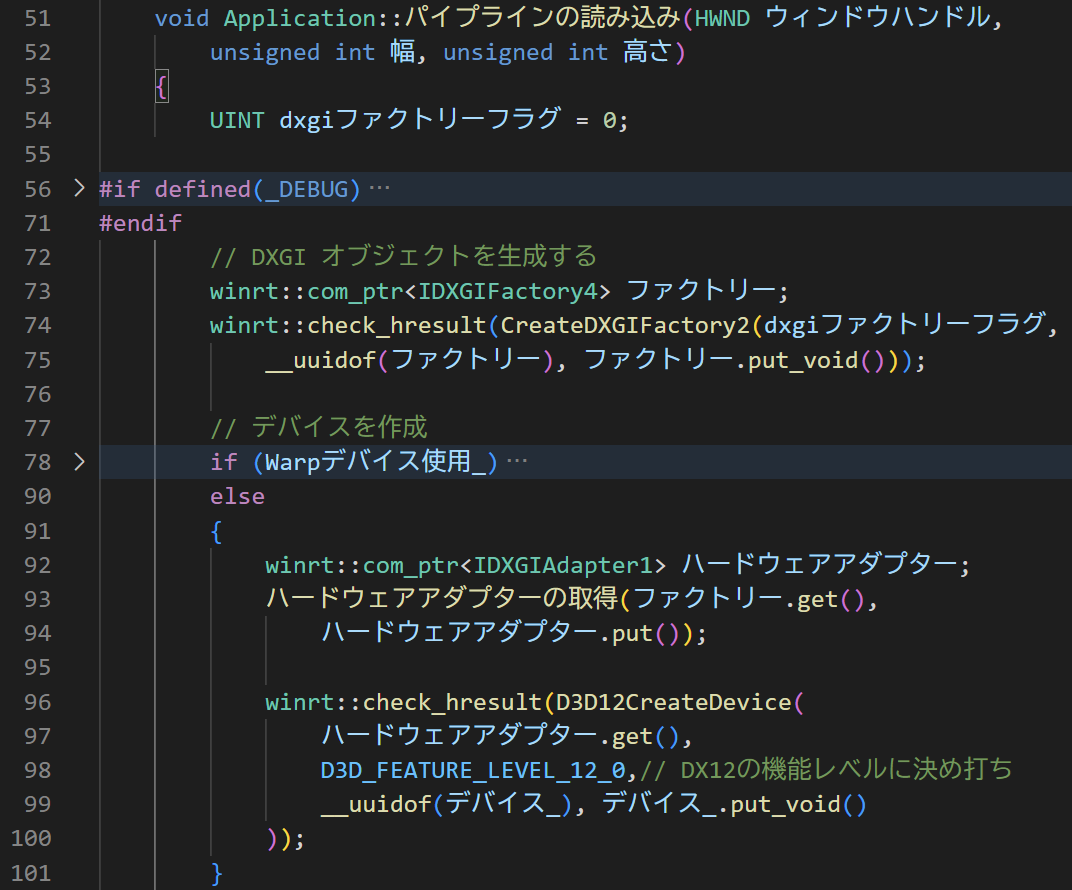 51 void Application::パイプラインの読み込み(HWND ウィンドウハンドル,
52 unsigned int 幅, unsigned int 高さ)
53 {
54 UINT dxgiファクトリーフラグ = 0;
55
56 > #if defined(_DEBUG) ···
71 #endif
72 // DXGI オブジェクトを生成する
73 winrt::com_ptr<IDXGIFactory4> ファクトリー;
74 winrt::check_hresult(CreateDXGIFactory2(dxgiファクトリーフラグ,
75 __uuidof(ファクトリー), ファクトリー.put_void()));
76
77 // デバイスを作成
78 > if (Warpデバイス使用_) ···
90 else
91 {
92 winrt::com_ptr<IDXGIAdapter1> ハードウェアアダプター;
93 ハードウェアアダプターの取得(ファクトリー.get(),
94 ハードウェアアダプター.put());
95
96 winrt::check_hresult(D3D12CreateDevice(
97 ハードウェアアダプター.get(),
98 D3D_FEATURE_LEVEL_12_0,// DX12の機能レベルに決め打ち
99 __uuidof(デバイス_), デバイス_.put_void()
100 ));
101 }